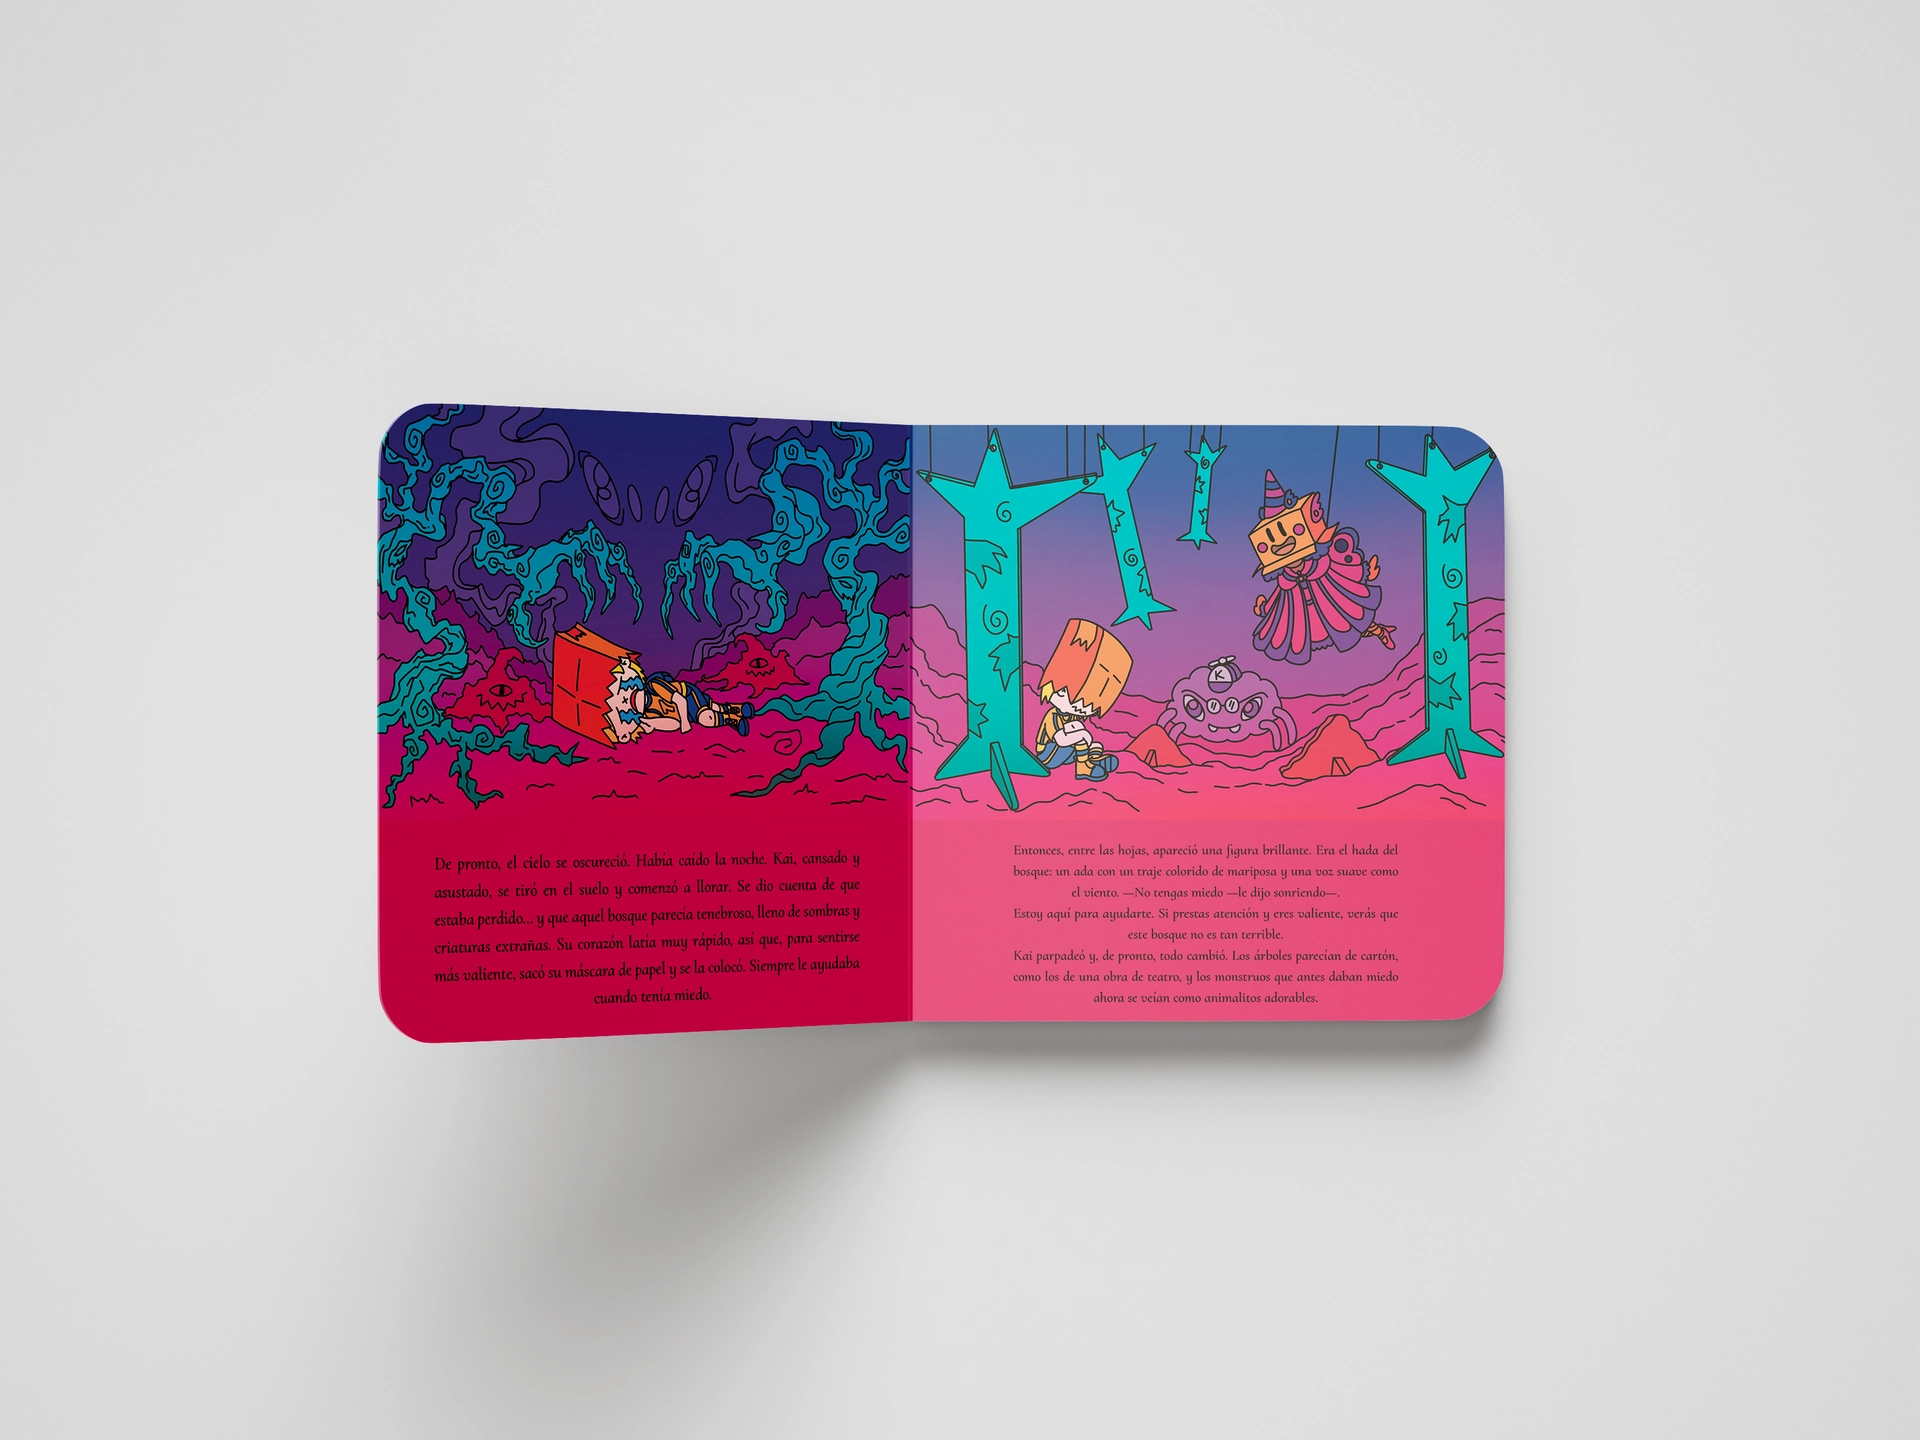 De pronto, el cielo se oscureció. Había caído la noche. Kai, cansado y
asustado, se tiró en el suelo y comenzó a llorar. Se dio cuenta de que
estaba perdido... y que aquel bosque parecía tenebroso, lleno de sombras y
criaturas extrañas. Su corazón latía muy rápido, así que, para sentirse
más valiente, sacó su máscara de papel y se la colocó. Siempre le ayudaba
cuando tenía miedo.
K
Entonces, entre las hojas, apareció una figura brillante. Era el hada del
bosque: un ada con un traje colorido de mariposa y una voz suave como
el viento. —No tengas miedo —le dijo sonriendo—.
Estoy aquí para ayudarte. Si prestas atención y eres valiente, verás que
este bosque no es tan terrible.
Kai parpadeó y, de pronto, todo cambió. Los árboles parecían de cartón,
como los de una obra de teatro, y los monstruos que antes daban miedo
ahora se veían como animalitos adorables.